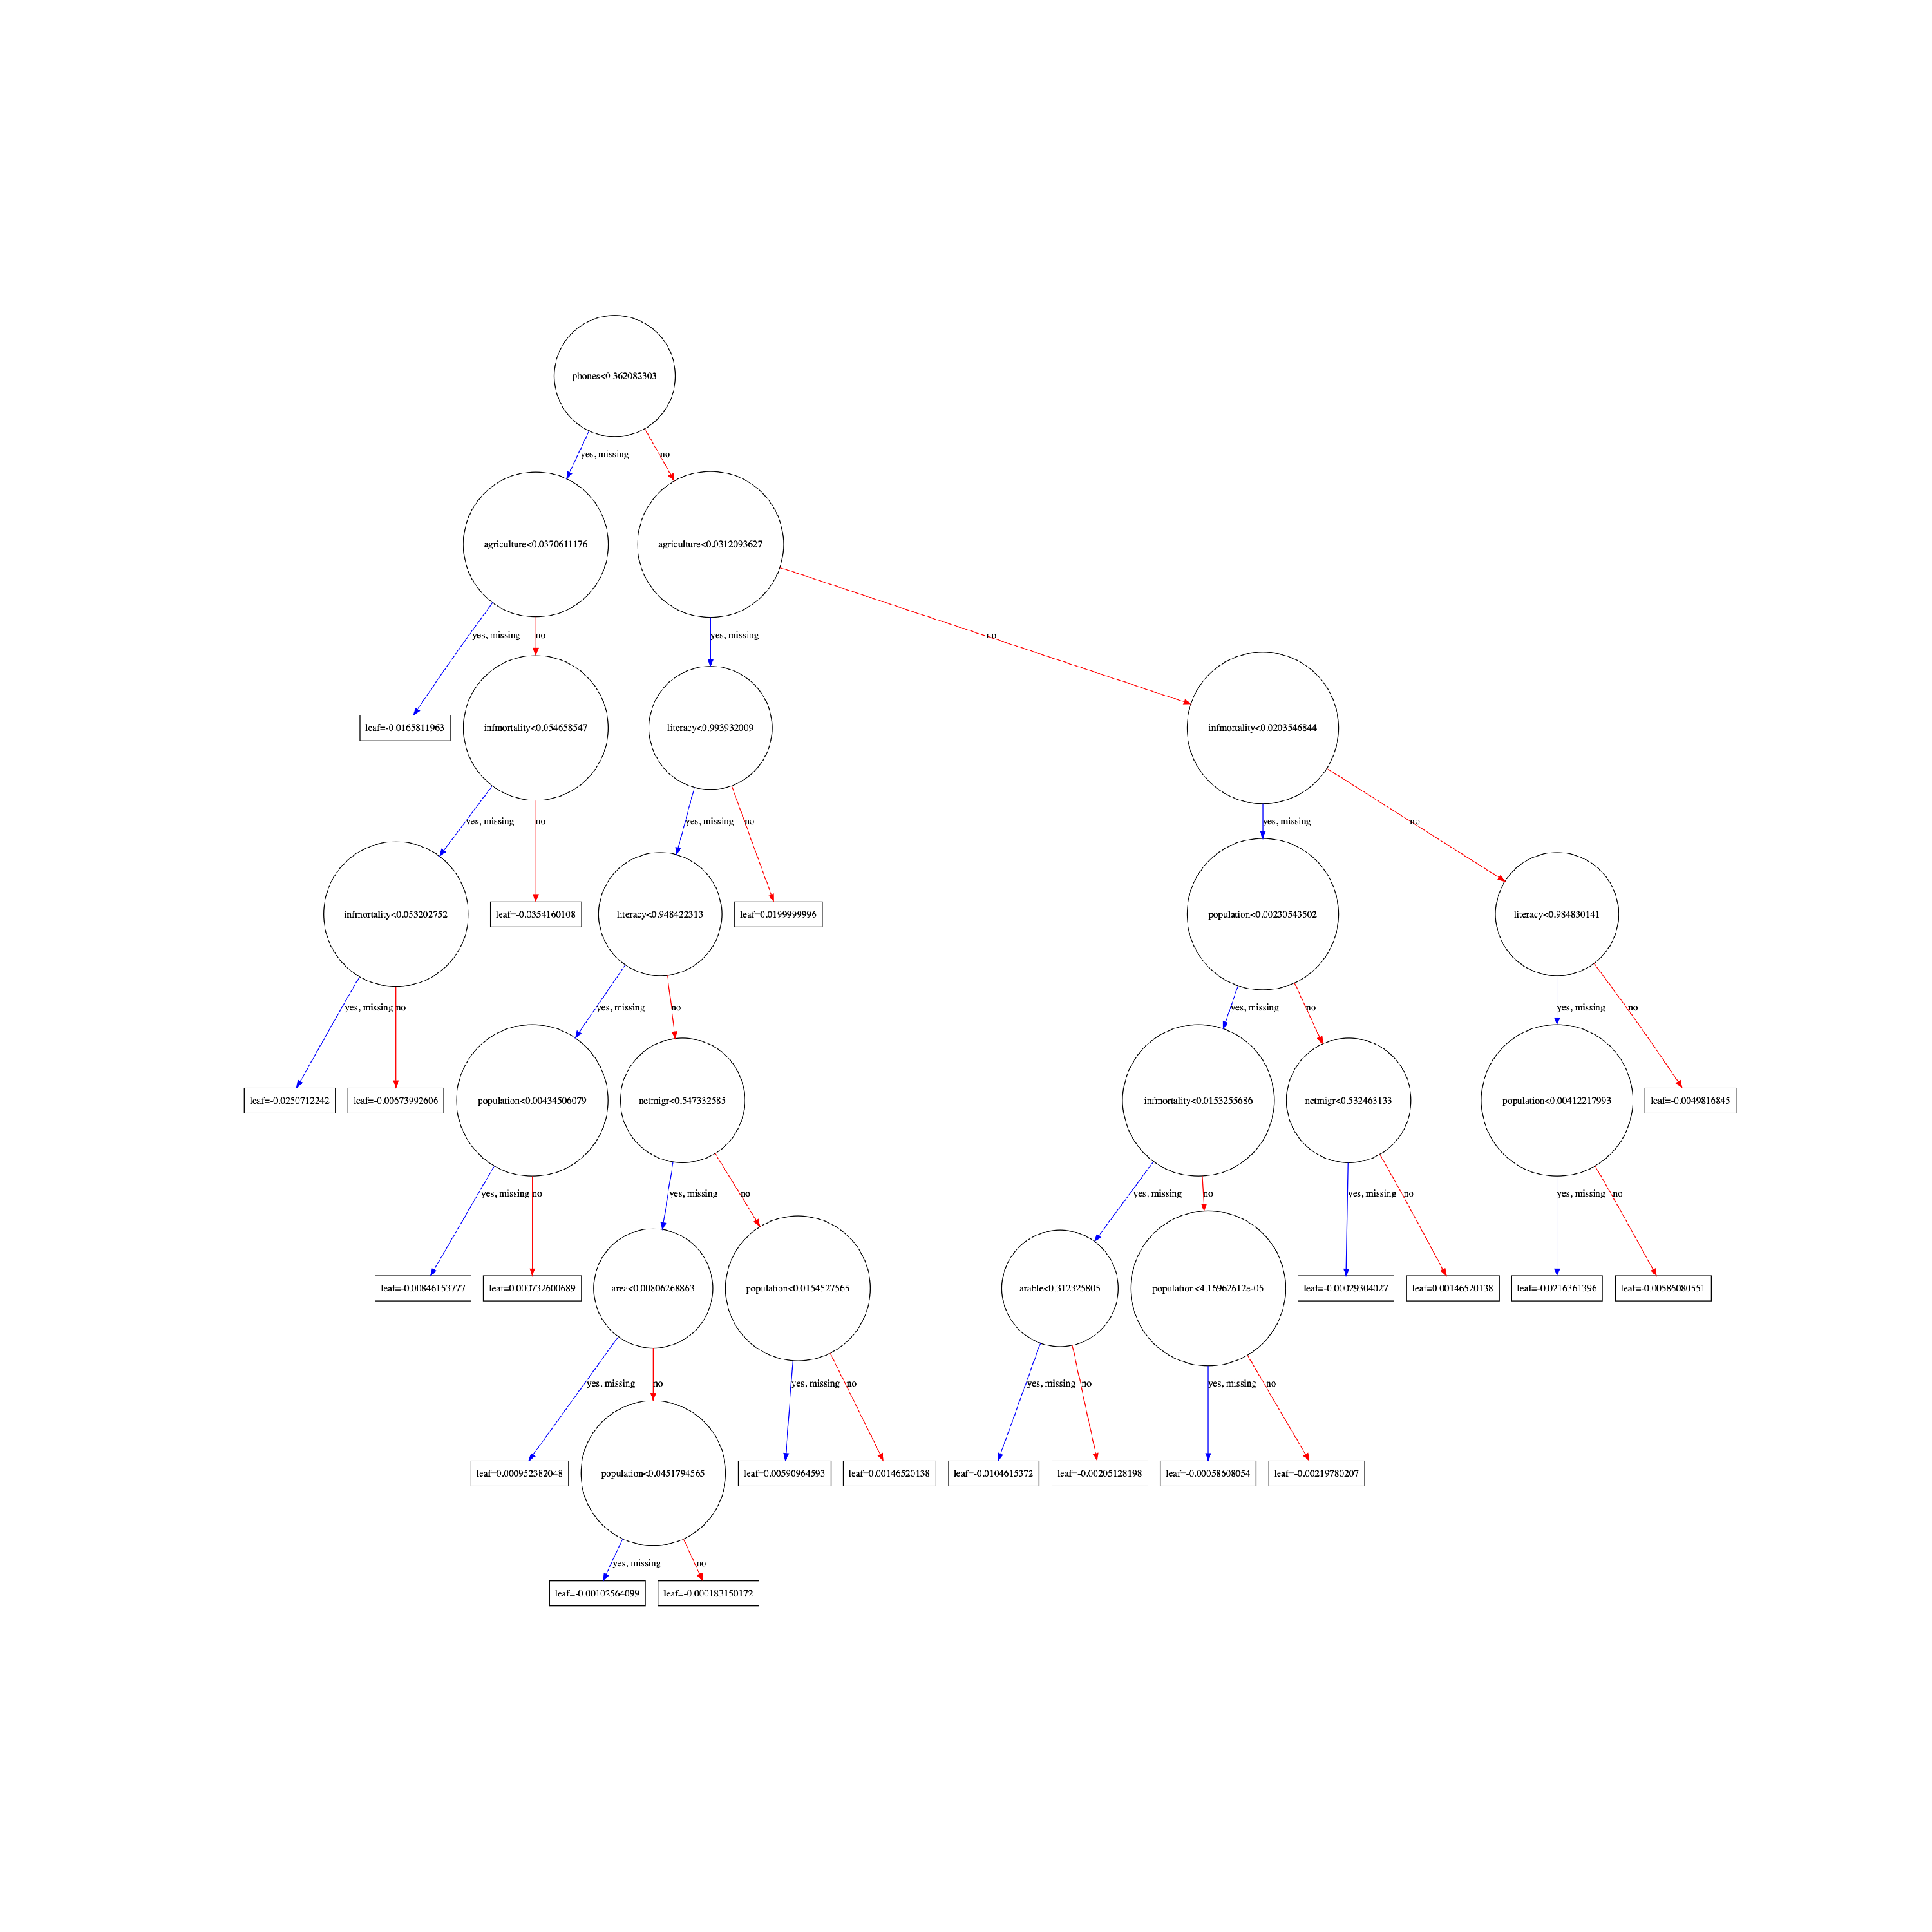 phones<0.362082303
yes, missing
no
agriculture<0.0370611176
agriculture<0.0312093627
yes, missing
no
yes, missing
no
leaf=-0.0165811963
infmortality<0.054658547
literacy<0.993932009
infmortality<0.0203546844
yes, missing
no
yes, missing
no
yes, missing
no
infmortality<0.053202752
leaf=-0.0354160108
literacy<0.948422313
leaf=0.0199999996
population<0.00230543502
literacy<0.984830141
yes, missing
no
yes, missing
no
yes, missing
no
yes, missing
no
leaf=-0.0250712242
leaf=-0.00673992606
population<0.00434506079
netmigr<0.547332585
infmortality<0.0153255686
netmigr<0.532463133
population<0.00412217993
leaf=-0.0049816845
yes, missing
no
yes, missing
no
yes, missing
no
yes, missing
no
yes, missing
no
leaf=-0.00846153777
leaf=0.000732600689
area<0.00806268863
population<0.0154527565
arable<0.312325805
population<4.16962612e-05
leaf=-0.00029304027
leaf=0.00146520138
leaf=-0.0216361396
leaf=-0.00586080551
yes, missing
no
yes, missing
no
yes, missing
no
yes, missing
no
leaf=0.000952382048
population<0.0451794565
leaf=0.00590964593
leaf=0.00146520138
leaf=-0.0104615372
leaf=-0.00205128198
leaf=-0.00058608054
leaf=-0.00219780207
yes, missing
no
leaf=-0.00102564099
leaf=-0.000183150172